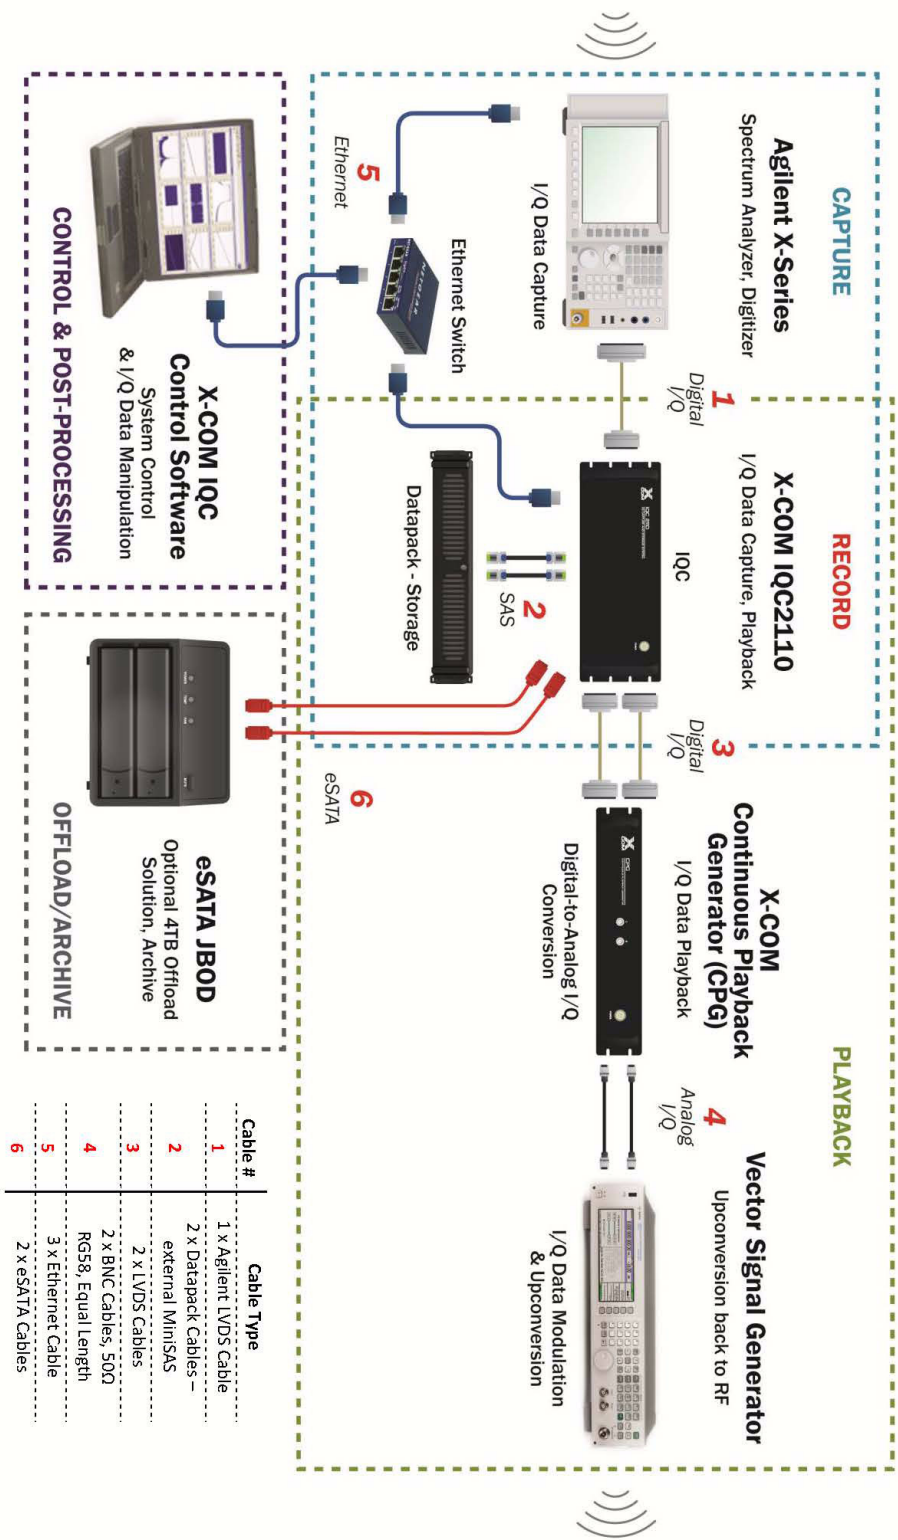 CAPTURE
Agilent X-Series
Spectrum Analyzer, Digitizer
I/Q Data Capture
1
Digital
I/Q
RECORD
X-COM IQC2110
I/Q Data Capture, Playback
IQC
2
SAS
Datapack - Storage
3
Digital
I/Q
PLAYBACK
X-COM
Continuous Playback
Generator (CPG)
I/Q Data Playback
CPG
Digital-to-Analog I/Q
Conversion
4
Analog
I/Q
Vector Signal Generator
Upconversion back to RF
I/Q Data Modulation
& Upconversion
5
Ethernet
Ethernet Switch
NETGEAR
6
eSATA
X-COM IQC
Control Software
System Control
& I/Q Data Manipulation
CONTROL & POST-PROCESSING
eSATA JBOD
Optional 4TB Offload
Solution, Archive
OFFLOAD/ARCHIVE
Cable # Cable Type
1 1 x Agilent LVDS Cable
2 2 x Datapack Cables –
external MiniSAS
3 2 x LVDS Cables
4 2 x BNC Cables, 50Ω
RG58, Equal Length
5 3 x Ethernet Cable
6 2 x eSATA Cables